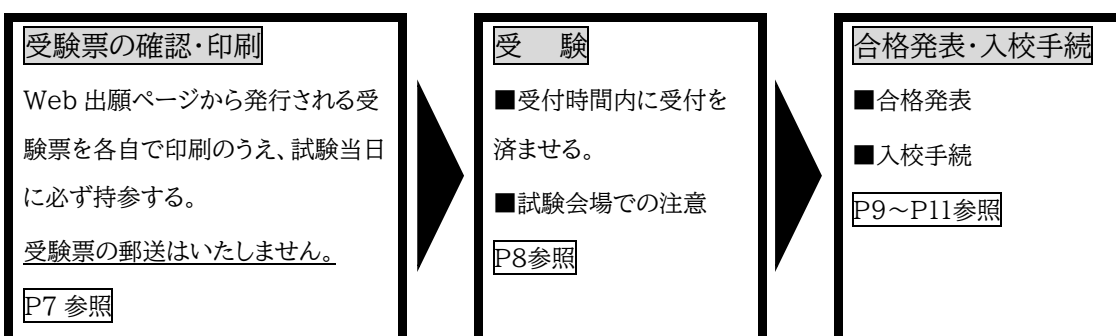 受験票の確認・印刷
Web 出願ページから発行される受
験票を各自で印刷のうえ、試験当日
に必ず持参する。
受験票の郵送はいたしません。
P7 参照
受　験
■受付時間内に受付を
済ませる。
■試験会場での注意
P8参照
合格発表・入校手続
■合格発表
■入校手続
P9～P11参照